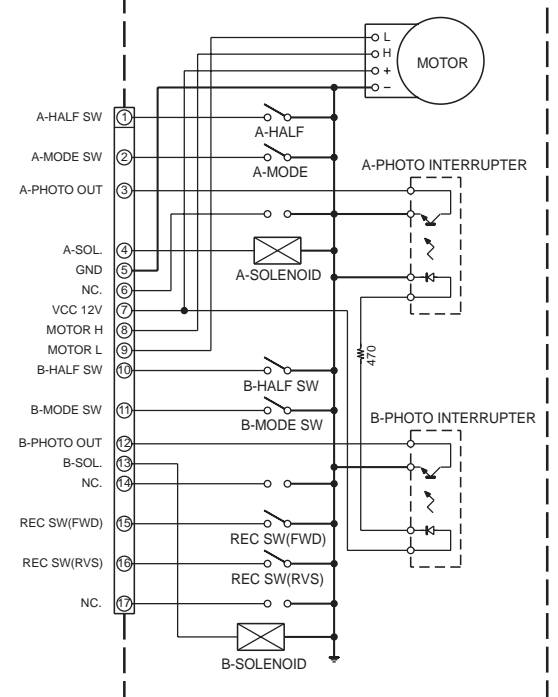 L
H
+
−
MOTOR
A-HALF SW
1
A-HALF
A-MODE SW
2
A-MODE
A-PHOTO INTERRUPTER
A-PHOTO OUT
3
A-SOL.
4
GND
5
A-SOLENOID
NC.
6
VCC 12V
7
MOTOR H
8
MOTOR L
9
470
B-HALF SW
10
B-HALF SW
B-MODE SW
11
B-MODE SW
B-PHOTO INTERRUPTER
B-PHOTO OUT
12
B-SOL.
13
NC.
14
REC SW(FWD)
15
REC SW(FWD)
REC SW(RVS)
16
REC SW(RVS)
NC.
17
B-SOLENOID